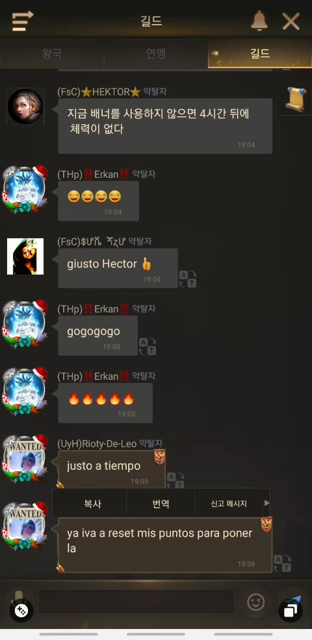 길드
왕국
연맹
길드
(FsC)⭐HEKTOR⭐ 약탈자
지금 배너를 사용하지 않으면 4시간 뒤에
체력이 없다
19:04
(THp)‼️Erkan‼️ 약탈자
😂😂😂😂
19:04
약탈자
giusto Hector 👍
19:04
(THp)‼️Erkan‼️ 약탈자
gogogogo
19:05
(THp)‼️Erkan‼️ 약탈자
🔥🔥🔥🔥🔥
19:05
(UyH)Rioty-De-Leo 약탈자
WANTED
justo a tiempo
19:05
복사
번역
신고 메시지
WANTED
ya iva a reset mis puntos para poner
la
19:06